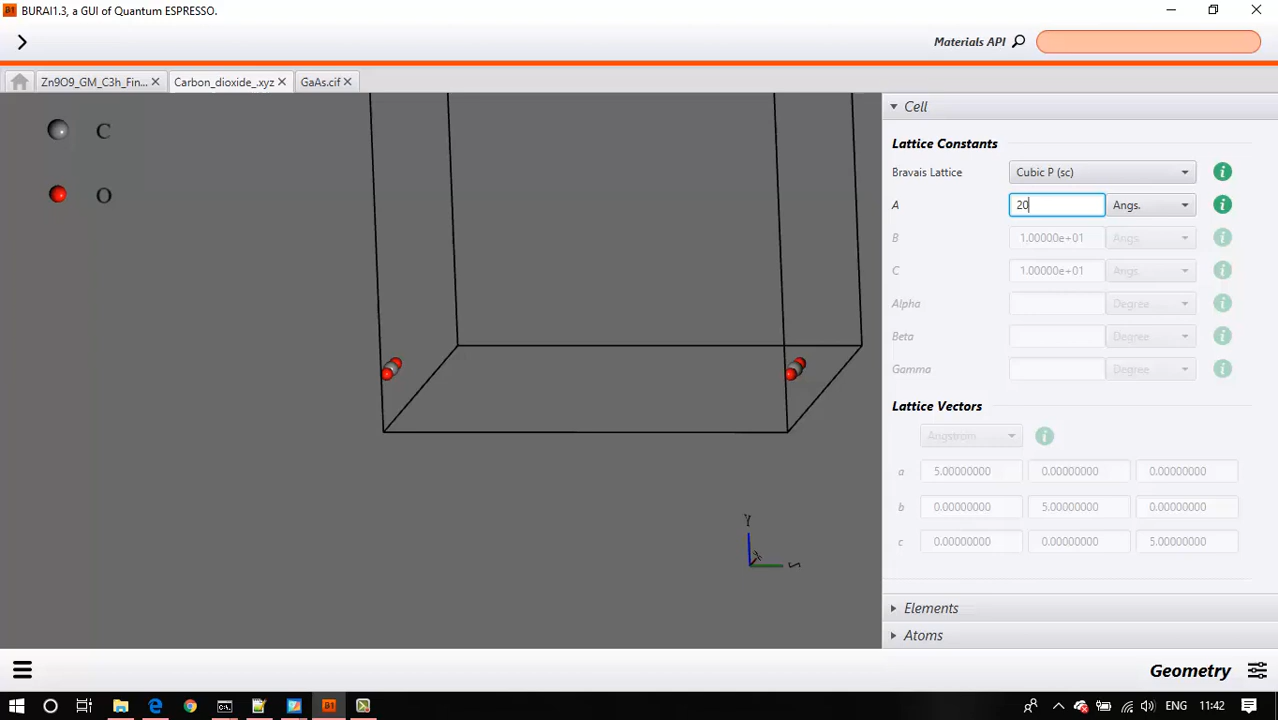 BURAI1.3, a GUI of Quantum ESPRESSO.
Materials API
Zn9O9_GM_C3h_Fin...
Carbon_dioxide_.xyz
GaAs.cif
C
O
Cell
Lattice Constants
Bravais Lattice Cubic P (sc)
A 20 Angs.
B 1.00000e+01 Angs.
C 1.00000e+01 Angs.
Alpha Degree
Beta Degree
Gamma Degree
Lattice Vectors
Angstrom
a 5.00000000 0.00000000 0.00000000
b 0.00000000 5.00000000 0.00000000
c 0.00000000 0.00000000 5.00000000
Y
Elements
Atoms
Geometry
ENG 11:42